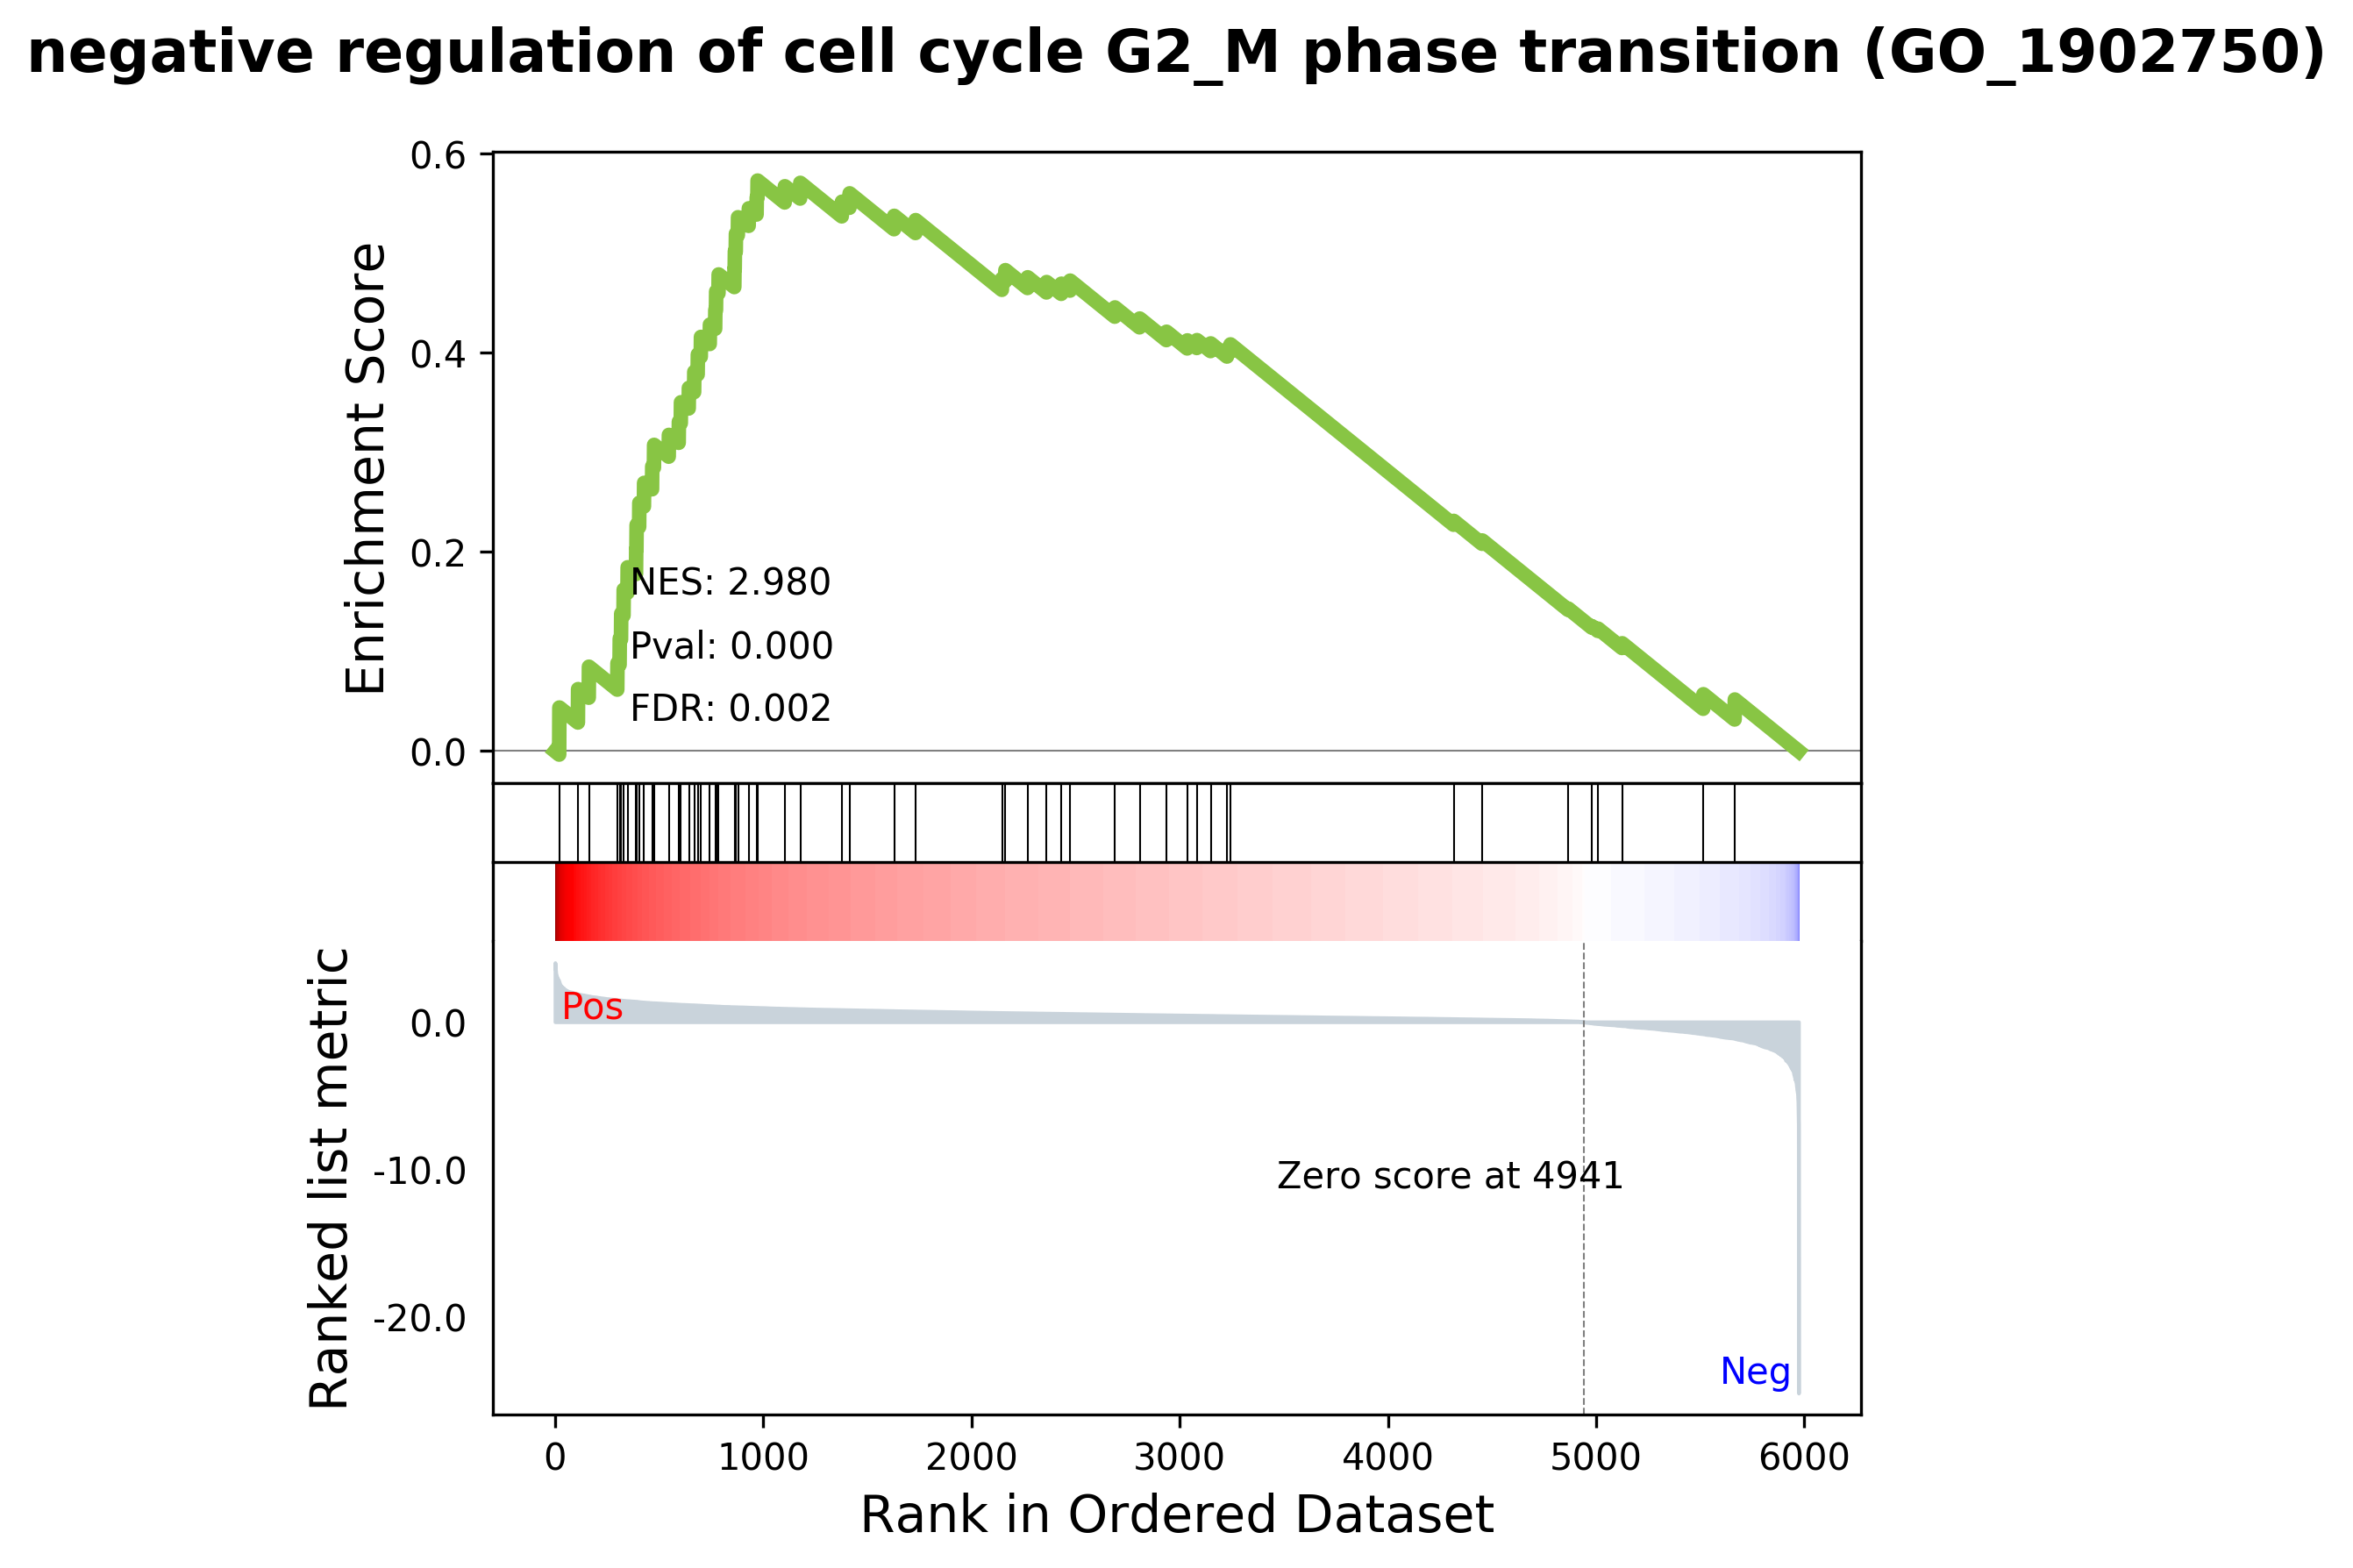 negative regulation of cell cycle G2_M phase transition (GO_1902750)
Enrichment Score
0.6
0.4
0.2
0.0
NES: 2.980
Pval: 0.000
FDR: 0.002
Ranked list metric
0.0
-10.0
-20.0
Pos
Zero score at 4941
Neg
0 1000 2000 3000 4000 5000 6000
Rank in Ordered Dataset